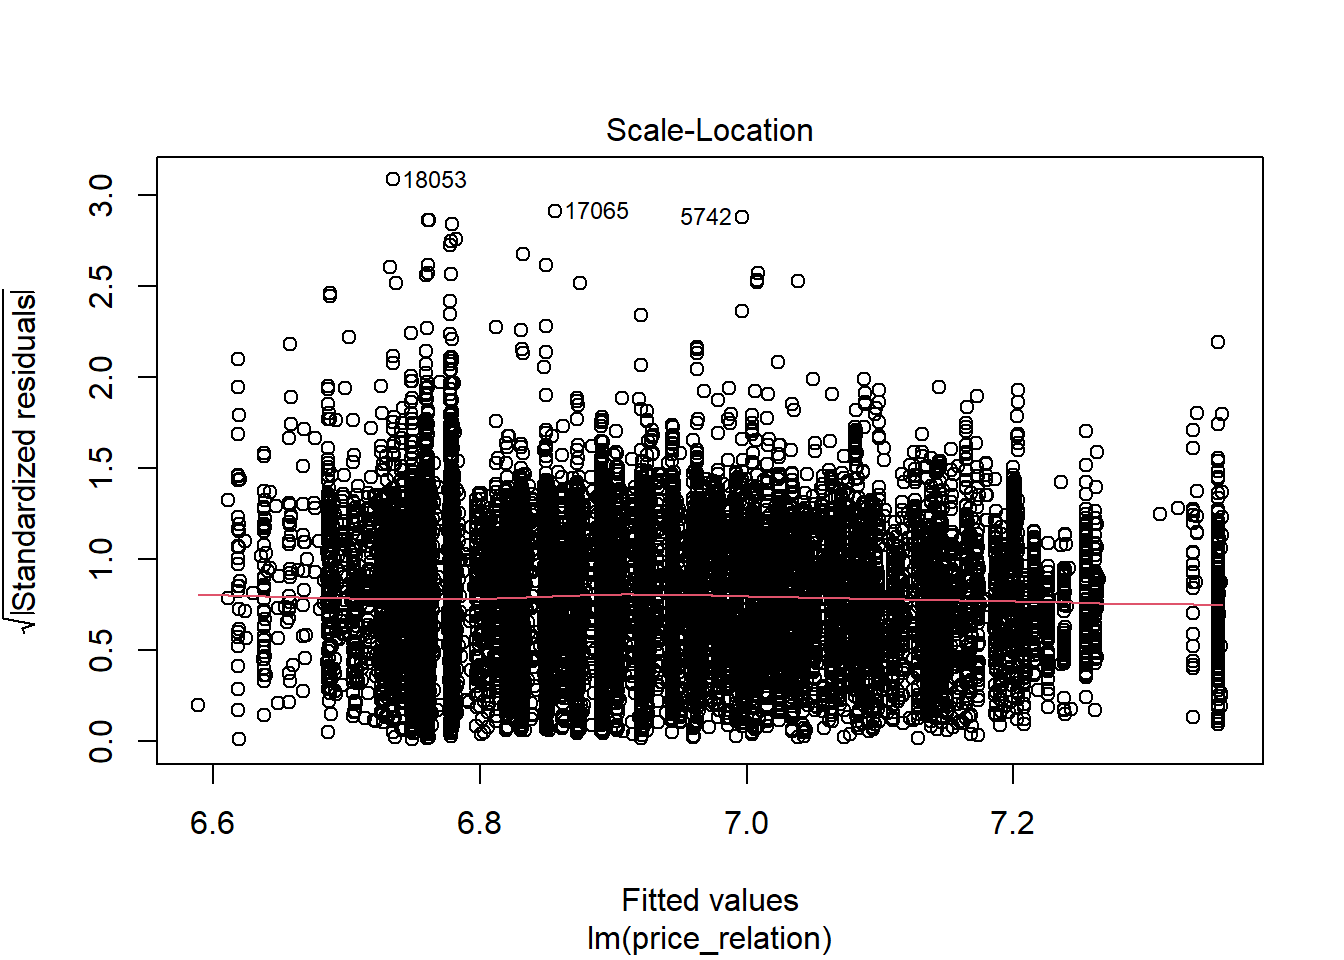 Scale-Location
√|Standardized residuals|
3.0
2.5
2.0
1.5
1.0
0.5
0.0
18053
17065
5742
6.6 6.8 7.0 7.2
Fitted values
lm(price_relation)